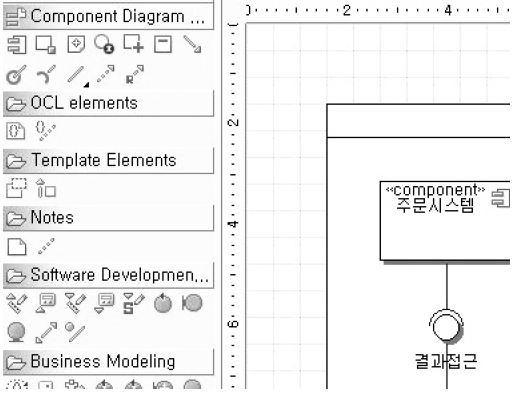 Component Diagram ...
OCL elements
Template Elements
Notes
Software Developmen...
Business Modeling
0 2 4
2
4
6
«component»
주문시스템
결과접근